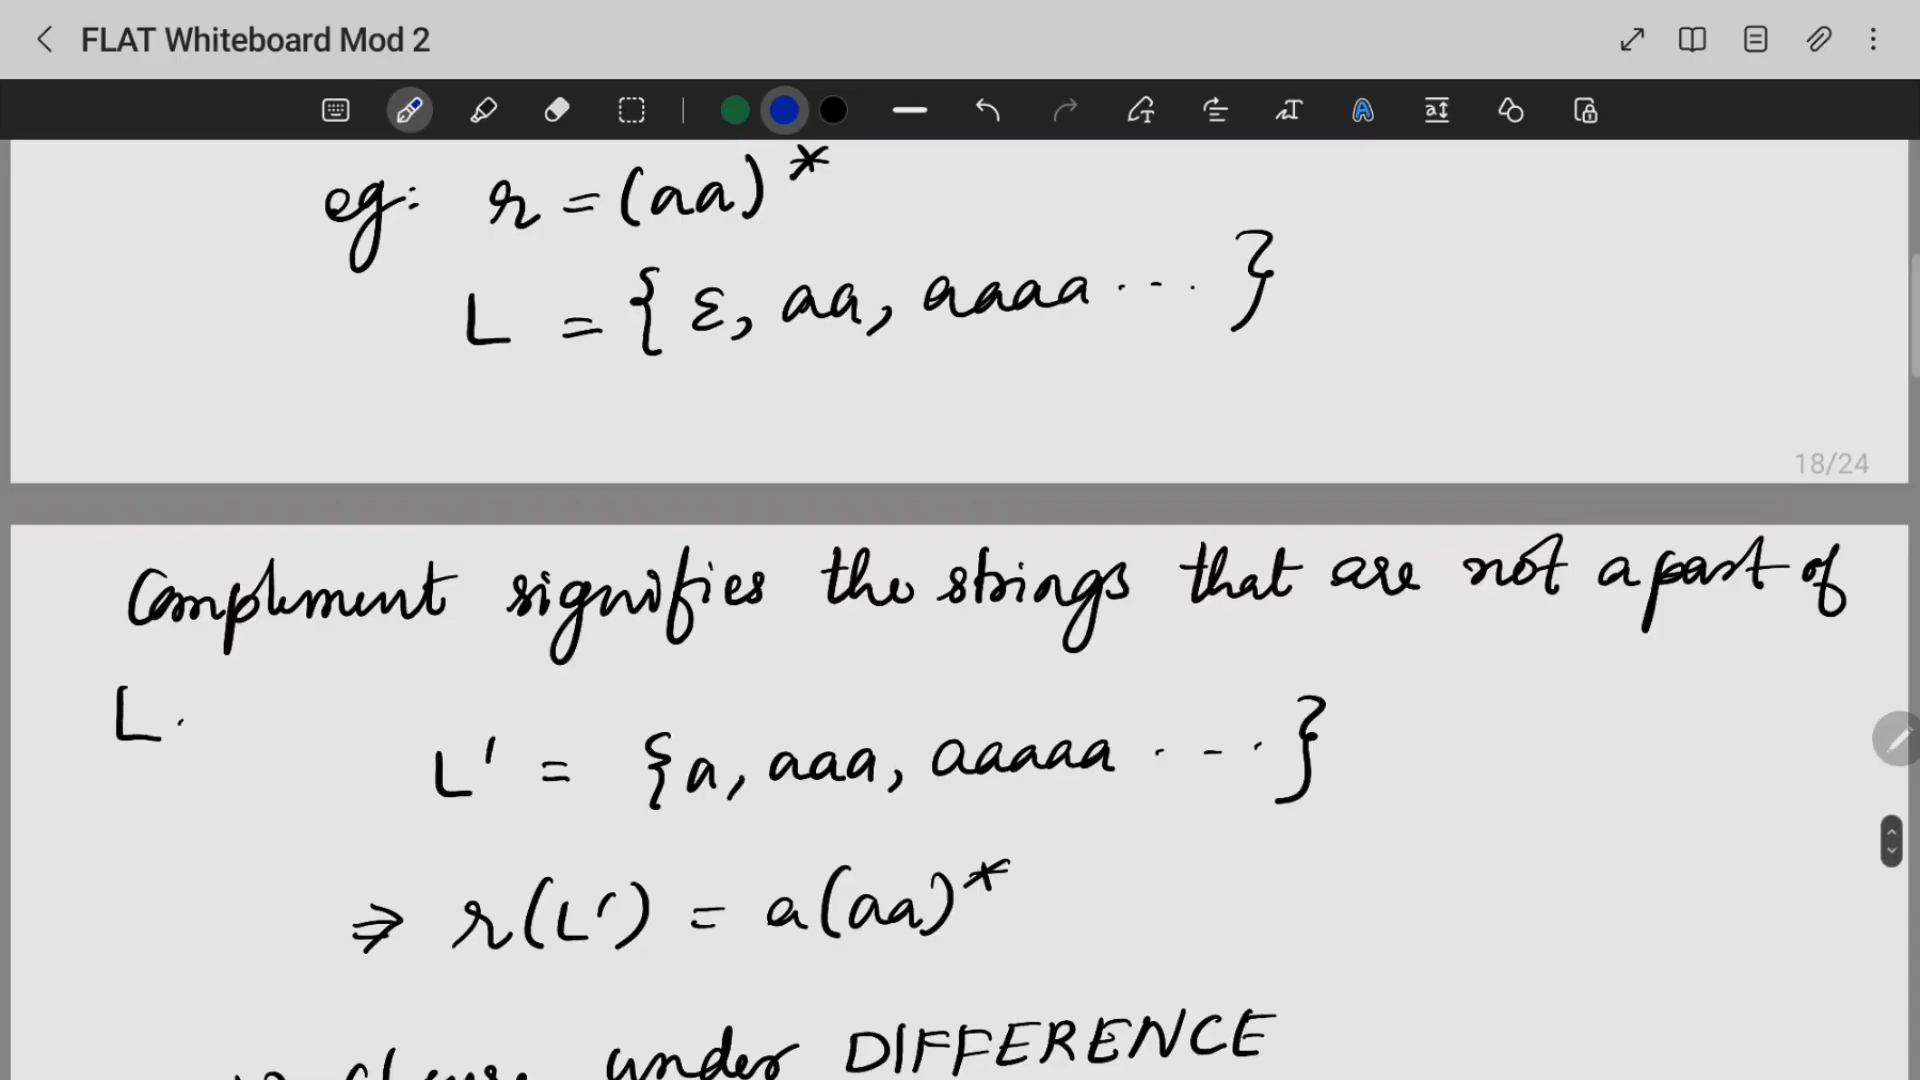 FLAT Whiteboard Mod 2
eg: r = (aa)*
L = {ε, aa, aaaa ... }
18/24
Complement signifies the strings that are not a part of
L.
L' = {a, aaa, aaaaa ... }
⇒ r(L') = a(aa)*
under DIFFERENCE